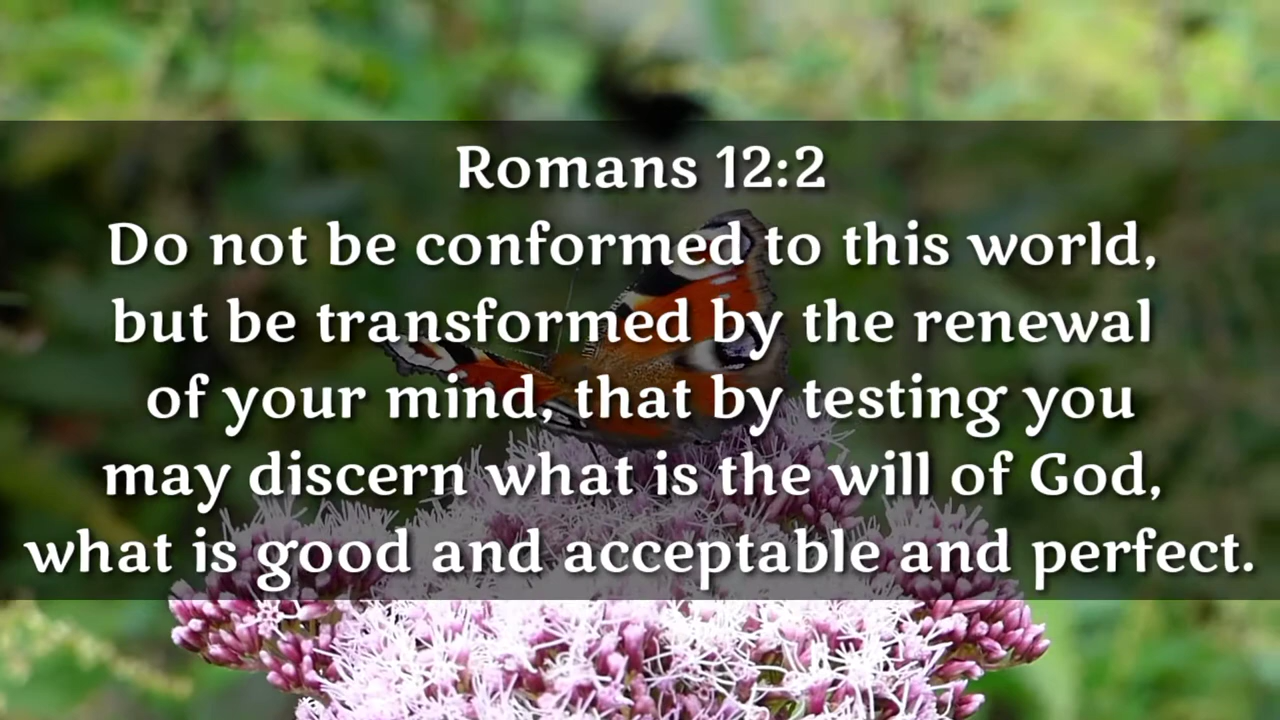 Romans 12:2
Do not be conformed to this world,
but be transformed by the renewal
of your mind, that by testing you
may discern what is the will of God,
what is good and acceptable and perfect.